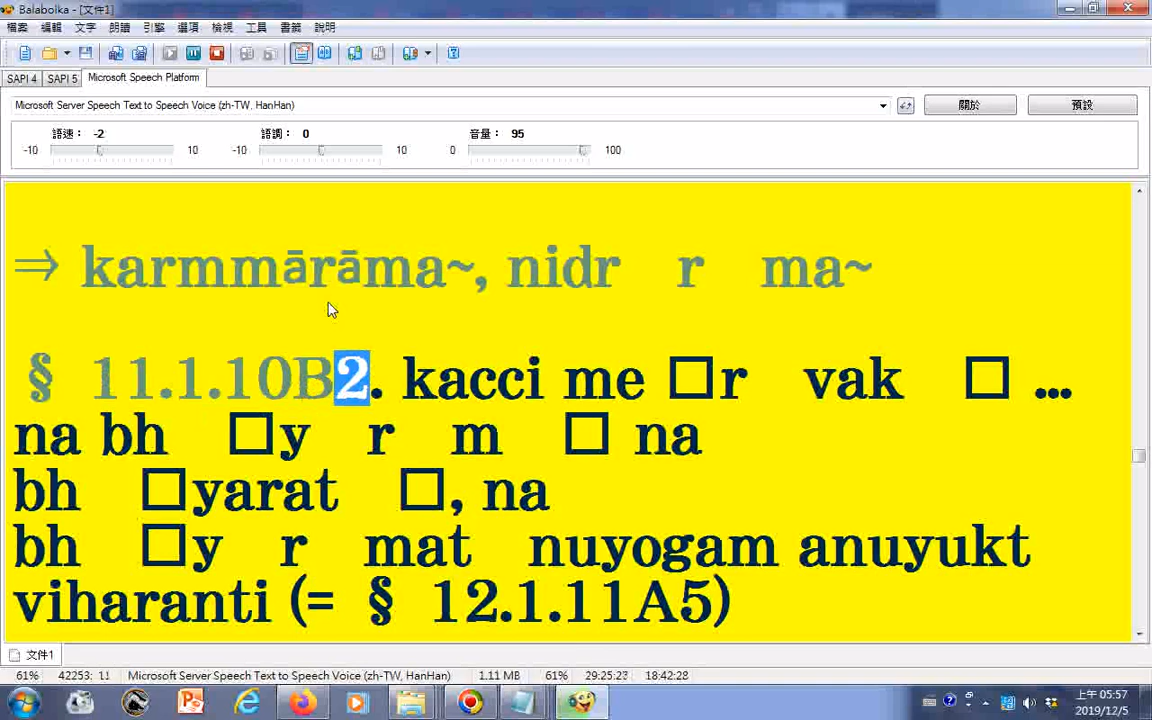 Balabolka - [文件1]
檔案 編輯 文字 朗讀 引擎 選項 檢視 工具 書籤 說明
SAPI 4 SAPI 5 Microsoft Speech Platform
Microsoft Server Speech Text to Speech Voice (zh-TW, HanHan) 關於 預設
語速： -2 語調： 0 音量： 95
-10 10 -10 10 0 100
⇒ karmmārāma~, nidr r ma~
§ 11.1.10B2. kacci me □r vak □ ...
na bh □y r m □ na
bh □yarat □, na
bh □y r mat nuyogam anuyukt
viharanti (= § 12.1.11A5)
文件1
61% 42253: 11 Microsoft Server Speech Text to Speech Voice (zh-TW, HanHan) 1.11 MB 61% 29:25:23 18:42:28
上午 05:57
2019/12/5